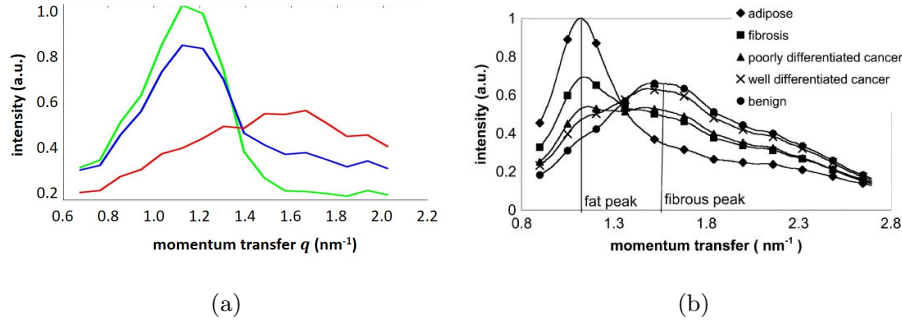 1.0
0.8
0.6
0.4
0.2
intensity (a.u.)
0.6 0.8 1.0 1.2 1.4 1.6 1.8 2.0 2.2
momentum transfer q (nm⁻¹)
(a)
1
0.8
0.6
0.4
0.2
0
intensity (a.u.)
adipose
fibrosis
poorly differentiated cancer
well differentiated cancer
benign
fat peak
fibrous peak
0.8 1.3 1.8 2.3 2.8
momentum transfer ( nm⁻¹)
(b)